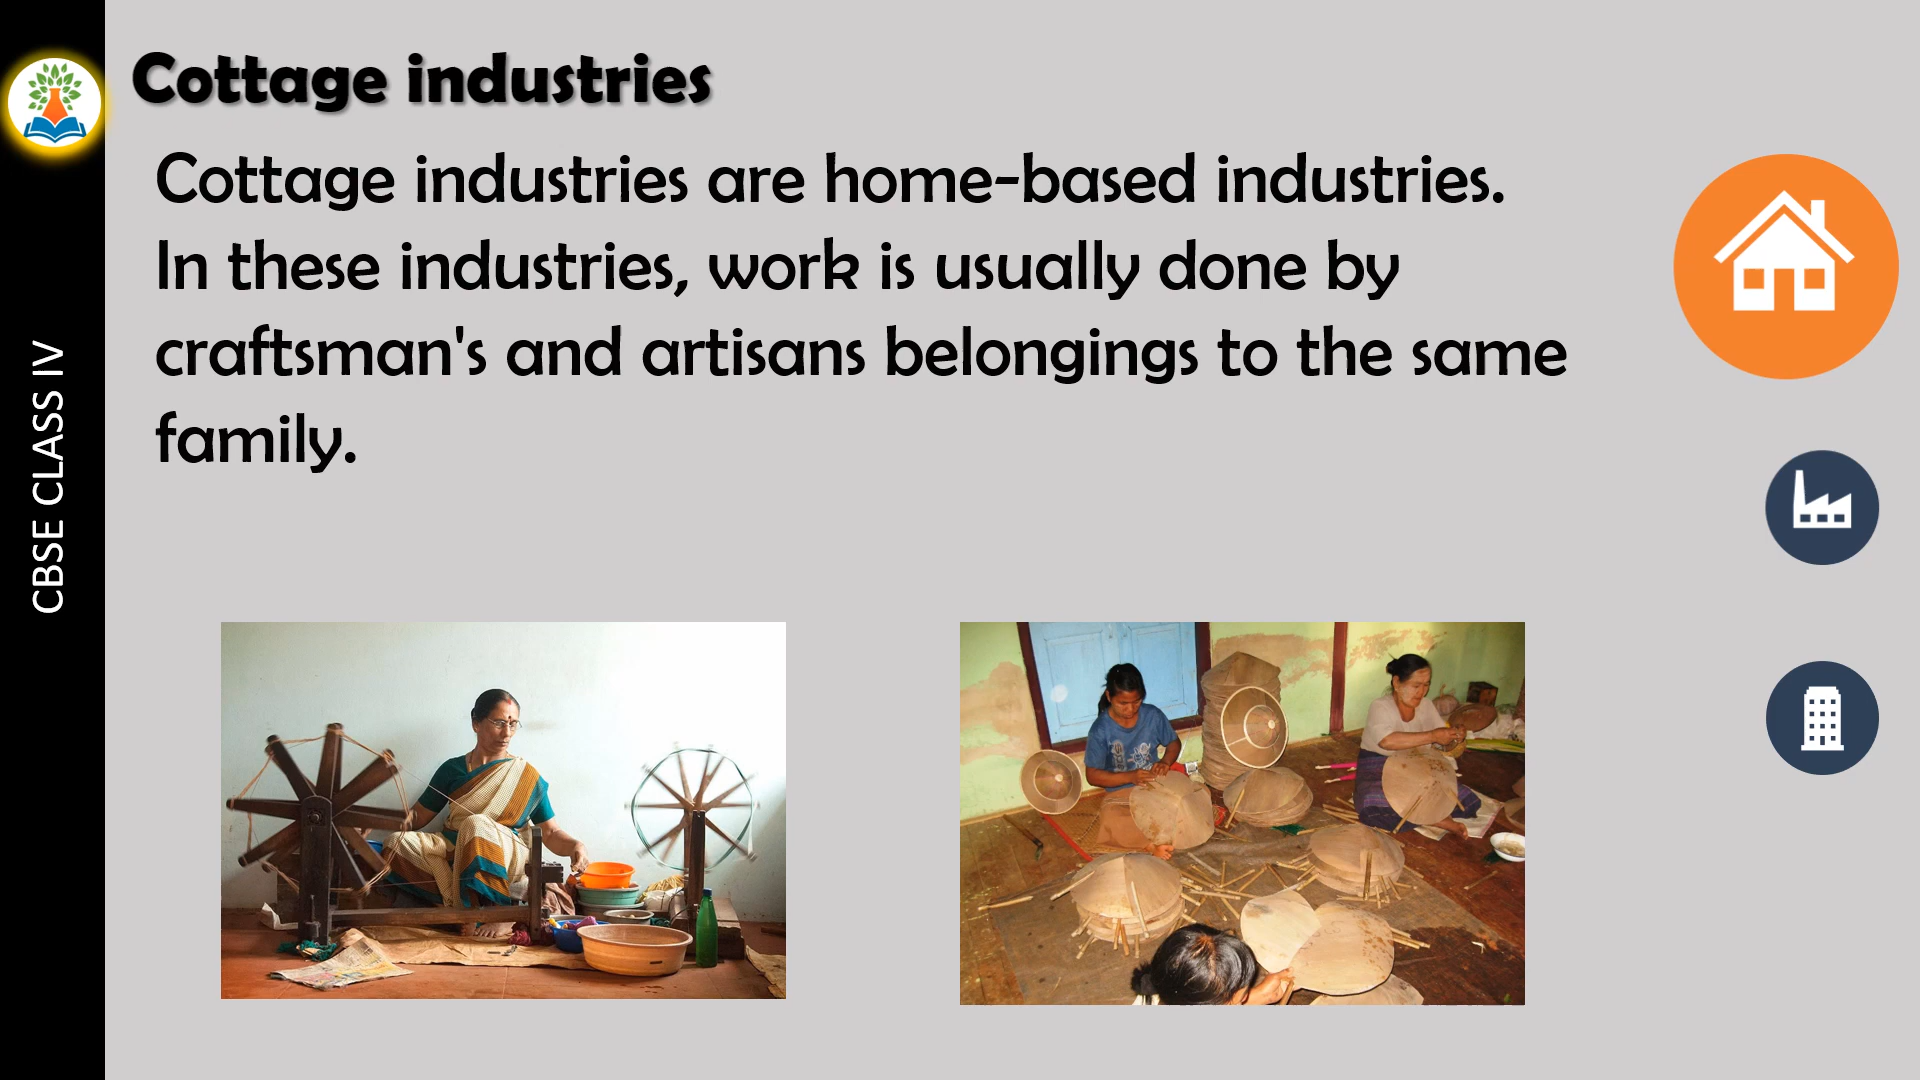 Cottage industries
Cottage industries are home-based industries.
In these industries, work is usually done by
craftsman's and artisans belongings to the same
family.
CBSE CLASS IV